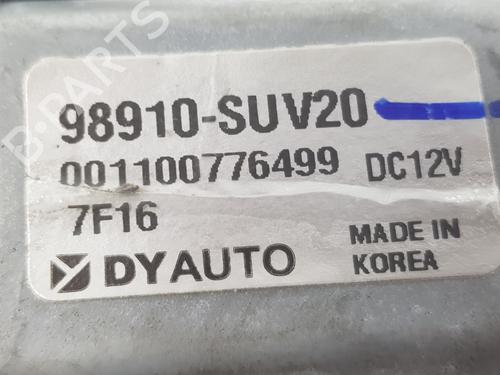 B-PARTS
98910-SUV20
001100776499 DC12V
7F16
DYAUTO
MADE IN
KOREA